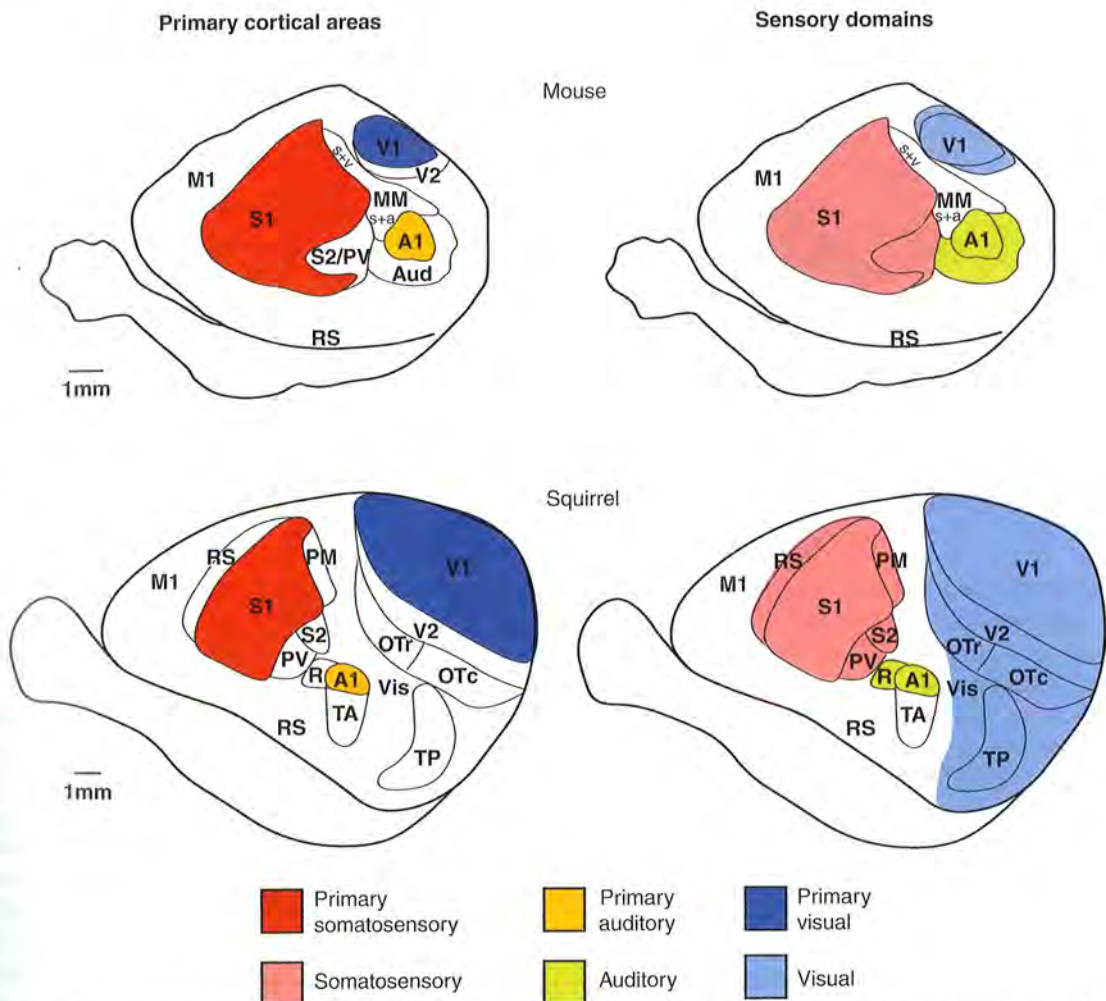 Primary cortical areas
Sensory domains
Mouse
M1
S1
s+v
V1
V2
MM
s+a
A1
S2/PV
Aud
RS
1mm
M1
S1
s+v
V1
MM
s+a
A1
RS
Squirrel
M1
RS
S1
PM
V1
S2
V2
PV
OTr
R
A1
Vis
OTc
RS
TA
TP
1mm
M1
RS
S1
PM
V1
S2
V2
PV
OTr
R
A1
Vis
OTc
RS
TA
TP
Primary
somatosensory
Primary
auditory
Primary
visual
Somatosensory
Auditory
Visual